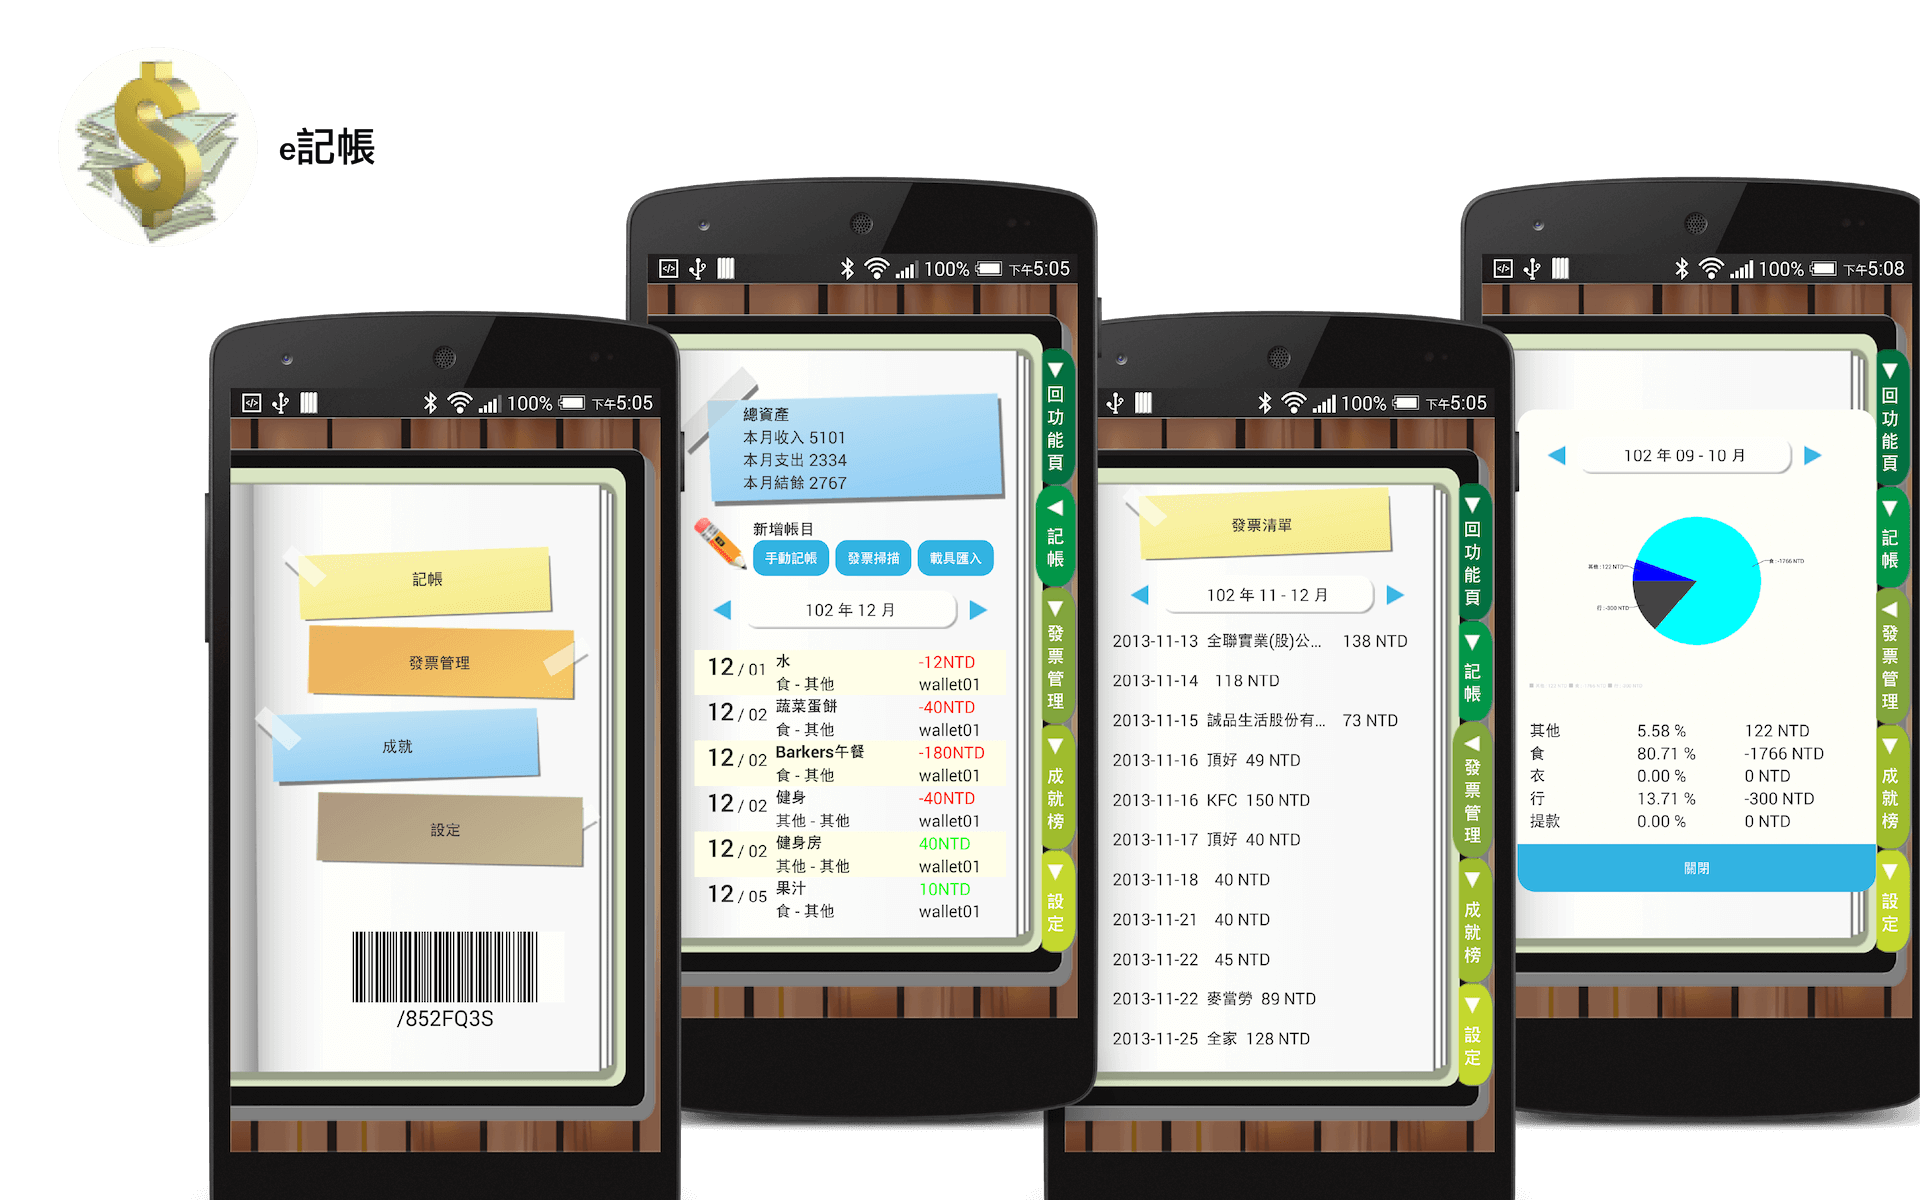 e記帳
100% 下午5:05
記帳
發票管理
成就
設定
/852FQ3S
100% 下午5:05
總資產
本月收入 5101
本月支出 2334
本月結餘 2767
新增帳目
手動記帳 發票掃描 載具匯入
102 年 12 月
12 / 01 水 -12NTD
食 - 其他 wallet01
12 / 02 蔬菜蛋餅 -40NTD
食 - 其他 wallet01
12 / 02 Barkers午餐 -180NTD
食 - 其他 wallet01
12 / 02 健身 -40NTD
其他 - 其他 wallet01
12 / 02 健身房 40NTD
其他 - 其他 wallet01
12 / 05 果汁 10NTD
食 - 其他 wallet01
▼回功能頁
◀記帳
▼發票管理
▼成就榜
▼設定
100% 下午5:05
發票清單
102 年 11 - 12 月
2013-11-13 全聯實業(股)公... 138 NTD
2013-11-14 118 NTD
2013-11-15 誠品生活股份有... 73 NTD
2013-11-16 頂好 49 NTD
2013-11-16 KFC 150 NTD
2013-11-17 頂好 40 NTD
2013-11-18 40 NTD
2013-11-21 40 NTD
2013-11-22 45 NTD
2013-11-22 麥當勞 89 NTD
2013-11-25 全家 128 NTD
▼回功能頁
▼記帳
◀發票管理
▼成就榜
▼設定
100% 下午5:08
102 年 09 - 10 月
其他 : 122 NTD
食 : -1766 NTD
行 : -300 NTD
其他 5.58 % 122 NTD
食 80.71 % -1766 NTD
衣 0.00 % 0 NTD
行 13.71 % -300 NTD
提款 0.00 % 0 NTD
關閉
▼回功能頁
▼記帳
◀發票管理
▼成就榜
▼設定